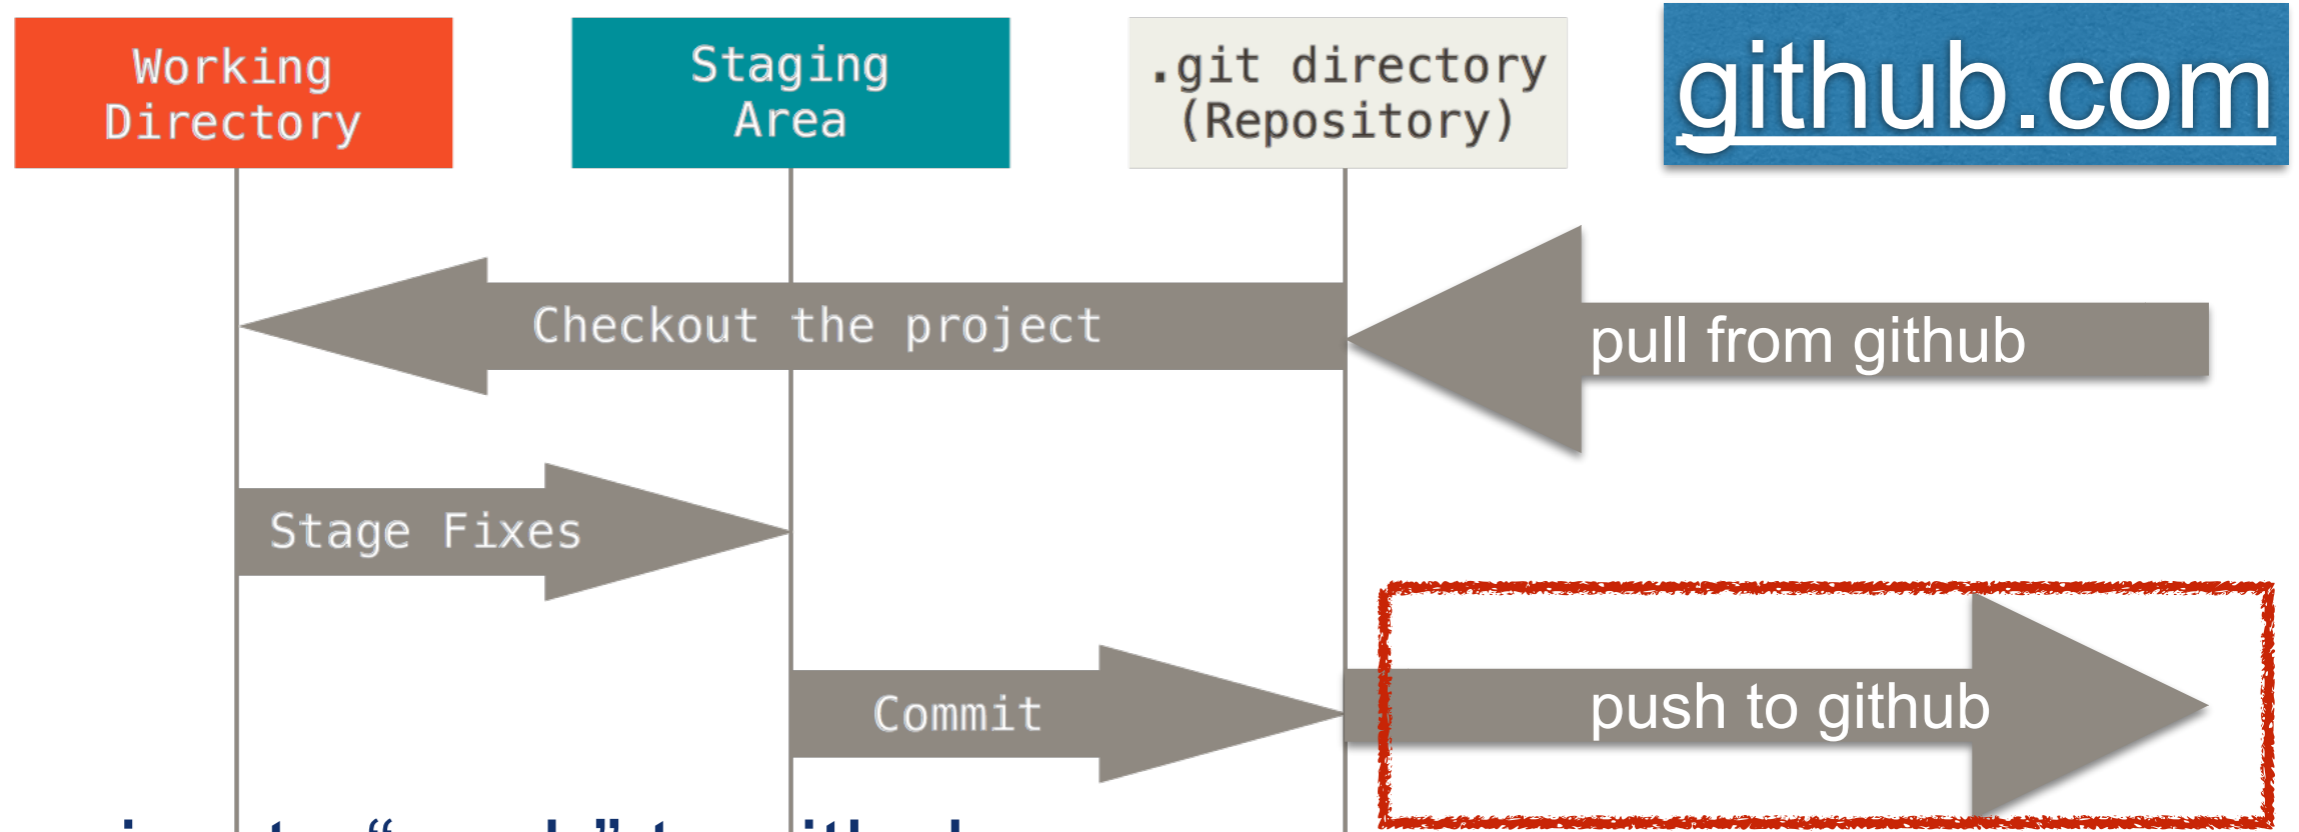 Working
Directory
Staging
Area
.git directory
(Repository)
github.com
Checkout the project
pull from github
Stage Fixes
Commit
push to github